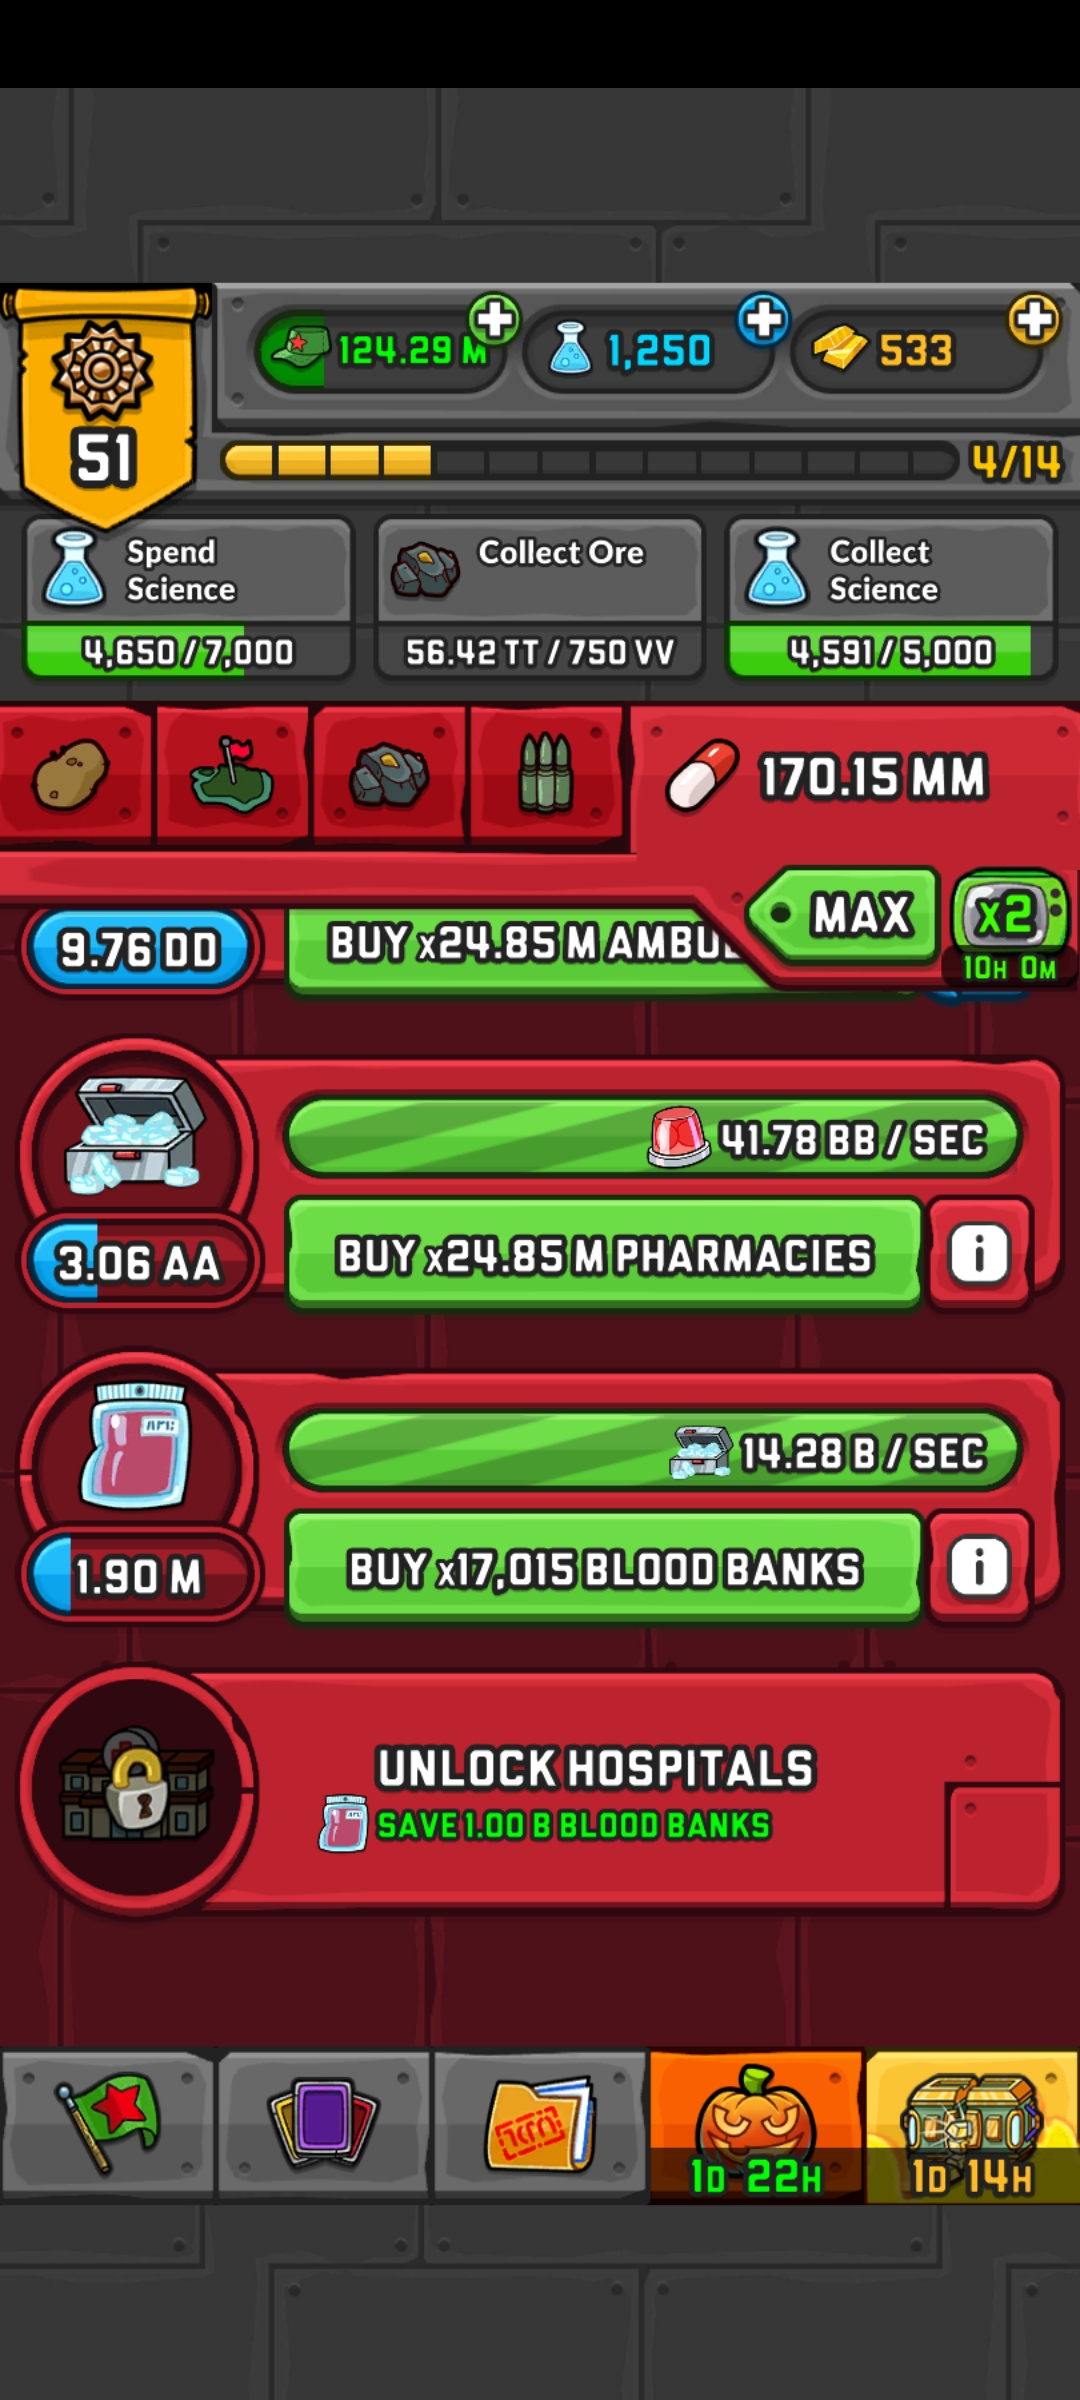 124.29 M
1,250
533
51
4/14
Spend
Science
4,650 / 7,000
Collect Ore
56.42 TT / 750 VV
Collect
Science
4,591 / 5,000
170.15 MM
MAX
x2
10H 0M
9.76 DD
BUY x24.85 M
41.78 BB / SEC
3.06 AA
BUY x24.85 M PHARMACIES
i
14.28 B / SEC
1.90 M
BUY x17,015 BLOOD BANKS
i
UNLOCK HOSPITALS
SAVE 1.00 B BLOOD BANKS
1D 22H
1D 14H